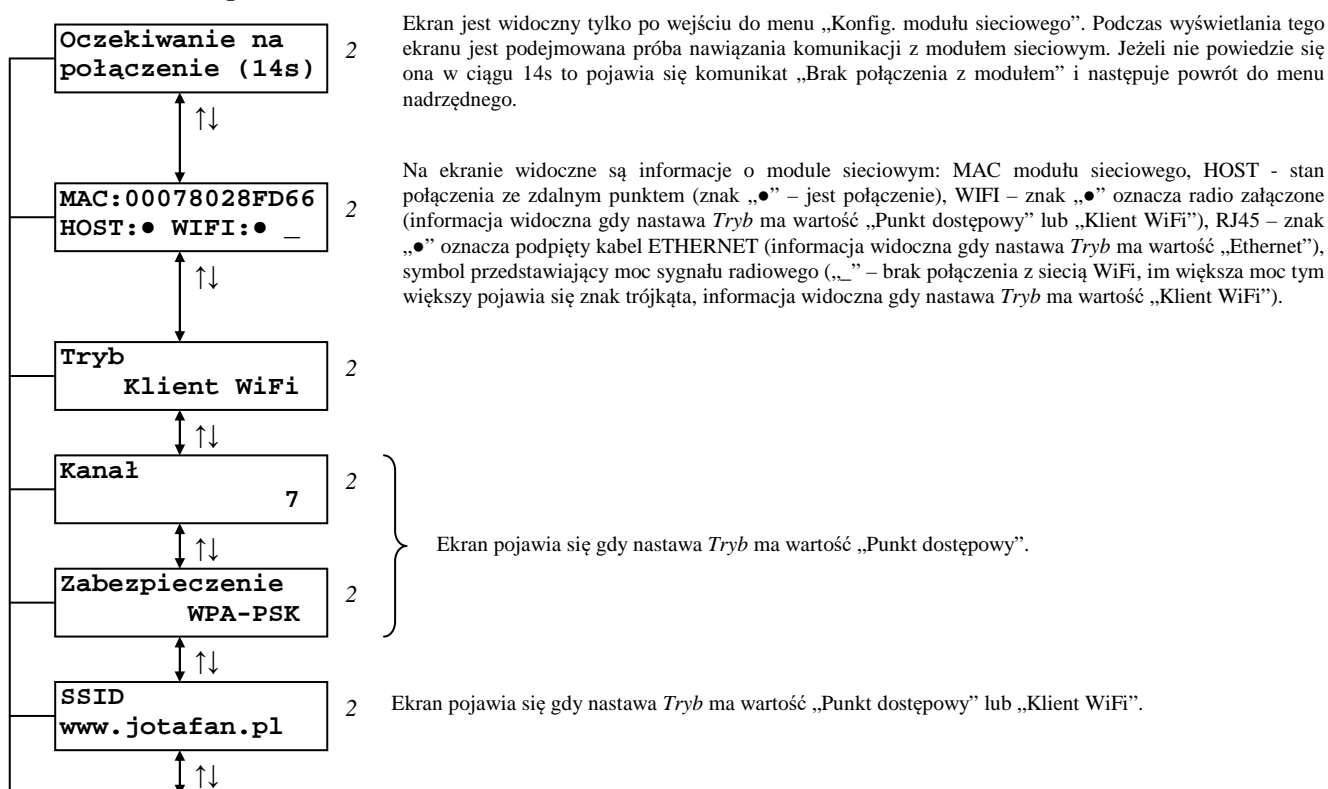 Oczekiwanie na
połączenie (14s)
2
Ekran jest widoczny tylko po wejściu do menu „Konfig. modułu sieciowego”. Podczas wyświetlania tego
ekranu jest podejmowana próba nawiązania komunikacji z modułem sieciowym. Jeżeli nie powiedzie się
ona w ciągu 14s to pojawia się komunikat „Brak połączenia z modułem” i następuje powrót do menu
nadrzędnego.
↑↓
MAC:00078028FD66
HOST:● WIFI:● _
2
Na ekranie widoczne są informacje o module sieciowym: MAC modułu sieciowego, HOST - stan
połączenia ze zdalnym punktem (znak „●” – jest połączenie), WIFI – znak „●” oznacza radio załączone
(informacja widoczna gdy nastawa Tryb ma wartość „Punkt dostępowy” lub „Klient WiFi”), RJ45 – znak
„●” oznacza podpięty kabel ETHERNET (informacja widoczna gdy nastawa Tryb ma wartość „Ethernet”),
symbol przedstawiający moc sygnału radiowego („_” – brak połączenia z siecią WiFi, im większa moc tym
większy pojawia się znak trójkąta, informacja widoczna gdy nastawa Tryb ma wartość „Klient WiFi”).
↑↓
Tryb
Klient WiFi
2
↑↓
Kanał
7
2
↑↓
Ekran pojawia się gdy nastawa Tryb ma wartość „Punkt dostępowy”.
Zabezpieczenie
WPA-PSK
2
↑↓
SSID
www.jotafan.pl
2
Ekran pojawia się gdy nastawa Tryb ma wartość „Punkt dostępowy” lub „Klient WiFi”.
↑↓